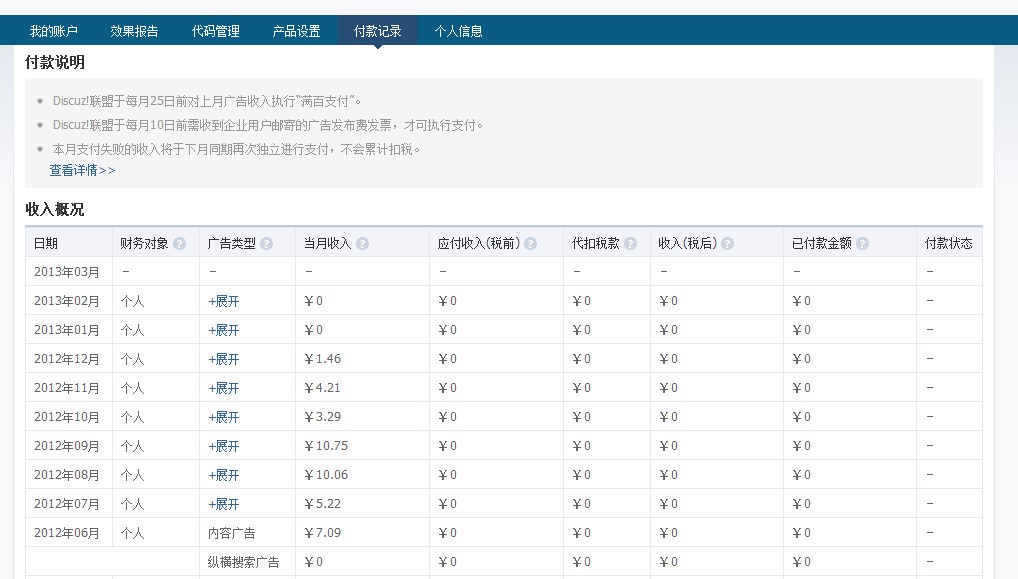 我的账户 效果报告 代码管理 产品设置 付款记录 个人信息
付款说明
Discuz!联盟于每月25日前对上月广告收入执行“满百支付”。
Discuz!联盟于每月10日前需收到企业用户邮寄的广告发布费发票，才可执行支付。
本月支付失败的收入将于下月同期再次独立进行支付，不会累计扣税。
查看详情>>
收入概况
日期 财务对象 ? 广告类型 ? 当月收入 ? 应付收入(税前) ? 代扣税款 ? 收入(税后) ? 已付款金额 ? 付款状态
2013年03月 – – – – – – – –
2013年02月 个人 +展开 ￥0 ￥0 ￥0 ￥0 ￥0 –
2013年01月 个人 +展开 ￥0 ￥0 ￥0 ￥0 ￥0 –
2012年12月 个人 +展开 ￥1.46 ￥0 ￥0 ￥0 ￥0 –
2012年11月 个人 +展开 ￥4.21 ￥0 ￥0 ￥0 ￥0 –
2012年10月 个人 +展开 ￥3.29 ￥0 ￥0 ￥0 ￥0 –
2012年09月 个人 +展开 ￥10.75 ￥0 ￥0 ￥0 ￥0 –
2012年08月 个人 +展开 ￥10.06 ￥0 ￥0 ￥0 ￥0 –
2012年07月 个人 +展开 ￥5.22 ￥0 ￥0 ￥0 ￥0 –
2012年06月 个人 内容广告 ￥7.09 ￥0 ￥0 ￥0 ￥0 –
纵横搜索广告 ￥0 ￥0 ￥0 ￥0 ￥0 –